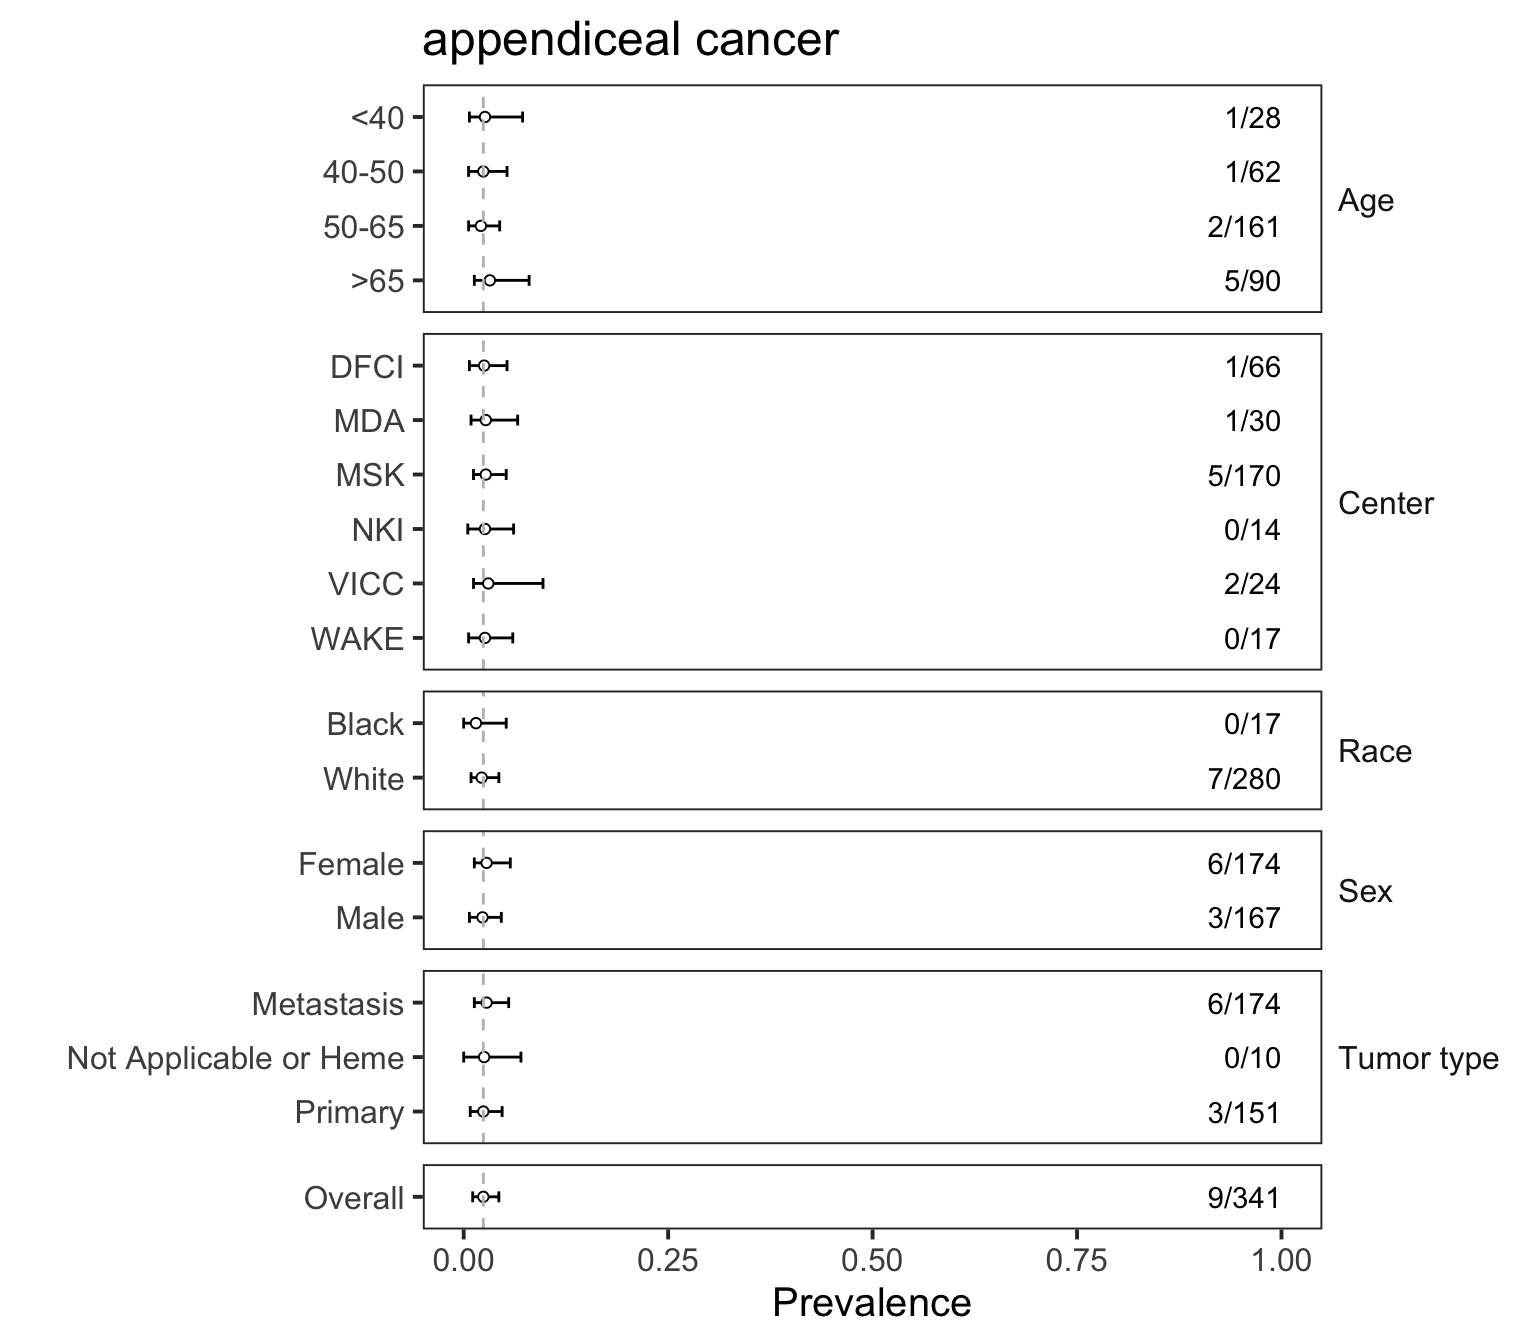 appendiceal cancer
<40 1/28
40-50 1/62
Age
50-65 2/161
>65 5/90
DFCI 1/66
MDA 1/30
MSK 5/170
Center
NKI 0/14
VICC 2/24
WAKE 0/17
Black 0/17
Race
White 7/280
Female 6/174
Sex
Male 3/167
Metastasis 6/174
Not Applicable or Heme 0/10 Tumor type
Primary 3/151
Overall 9/341
0.00 0.25 0.50 0.75 1.00
Prevalence